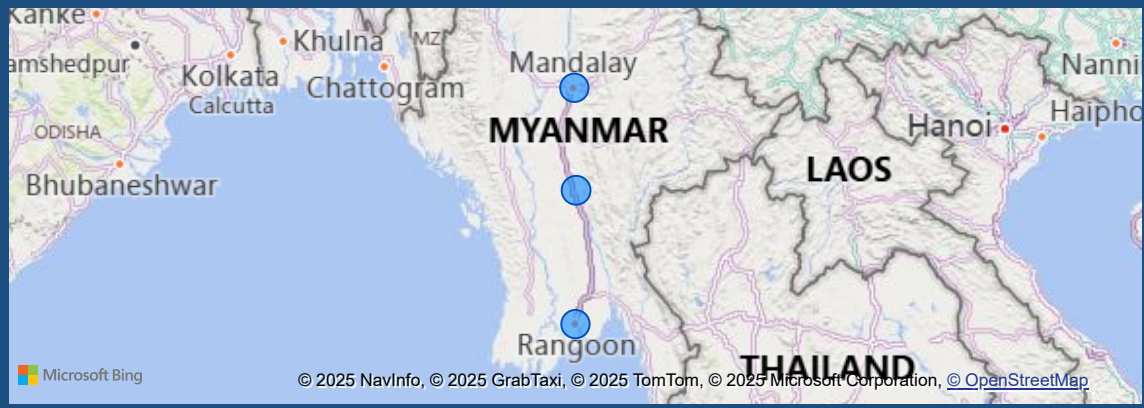 Kanke
amshedpur
Khulna
Kolkata
Calcutta
Chattogram
MZ
ODISHA
Bhubaneshwar
Mandalay
MYANMAR
Rangoon
LAOS
THAILAND
Hanoi
Nanni
Haipho
Microsoft Bing
© 2025 NavInfo, © 2025 GrabTaxi, © 2025 TomTom, © 2025 Microsoft Corporation, © OpenStreetMap